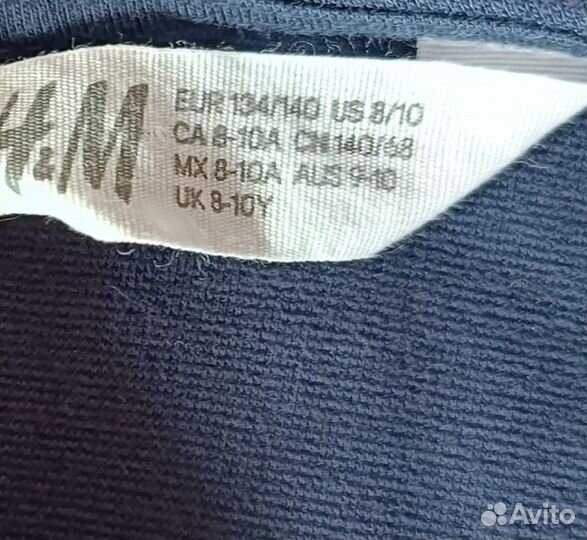 H&M
EUR 134/140 US 8/10
CA 8-10A CN 140/68
MX 8-10A AUS 9-10
UK 8-10Y
Avito